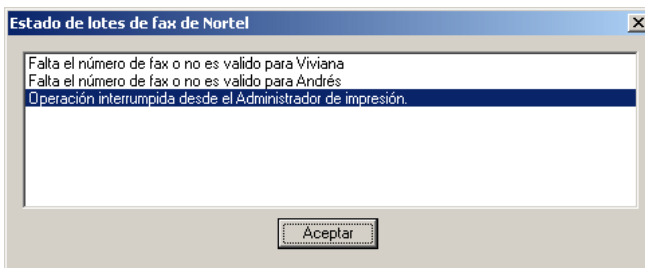 Estado de lotes de fax de Nortel
Falta el número de fax o no es valido para Viviana
Falta el número de fax o no es valido para Andrés
Operación interrumpida desde el Administrador de impresión.
Aceptar